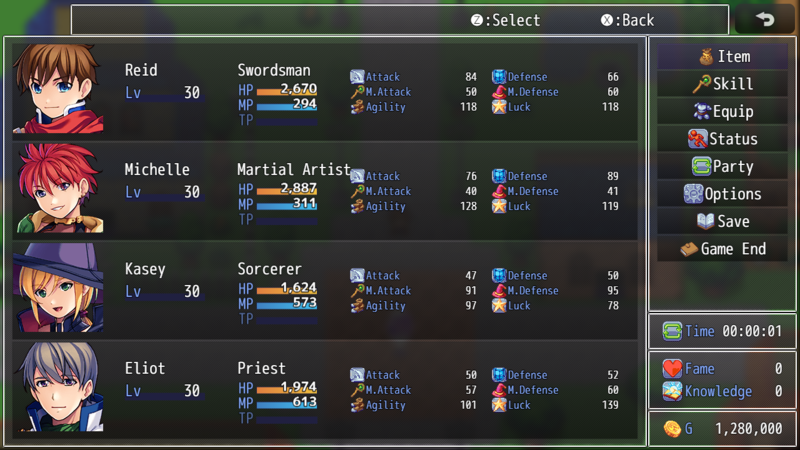 Z:Select X:Back
Reid
Lv 30
Swordsman
HP 2,670
MP 294
TP
Attack 84 Defense 66
M.Attack 50 M.Defense 60
Agility 118 Luck 118
Michelle
Lv 30
Martial Artist
HP 2,887
MP 311
TP
Attack 76 Defense 89
M.Attack 40 M.Defense 41
Agility 128 Luck 119
Kasey
Lv 30
Sorcerer
HP 1,624
MP 573
TP
Attack 47 Defense 50
M.Attack 91 M.Defense 95
Agility 97 Luck 78
Eliot
Lv 30
Priest
HP 1,974
MP 613
TP
Attack 50 Defense 52
M.Attack 57 M.Defense 60
Agility 101 Luck 139
Item
Skill
Equip
Status
Party
Options
Save
Game End
Time 00:00:01
Fame 0
Knowledge 0
G 1,280,000